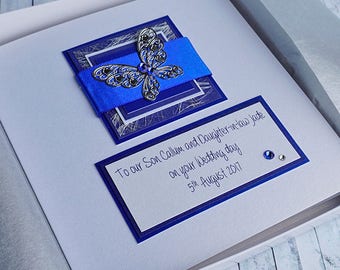 To our Son Callum and Daughter-in-law Jade
on your Wedding day
5th August 2017